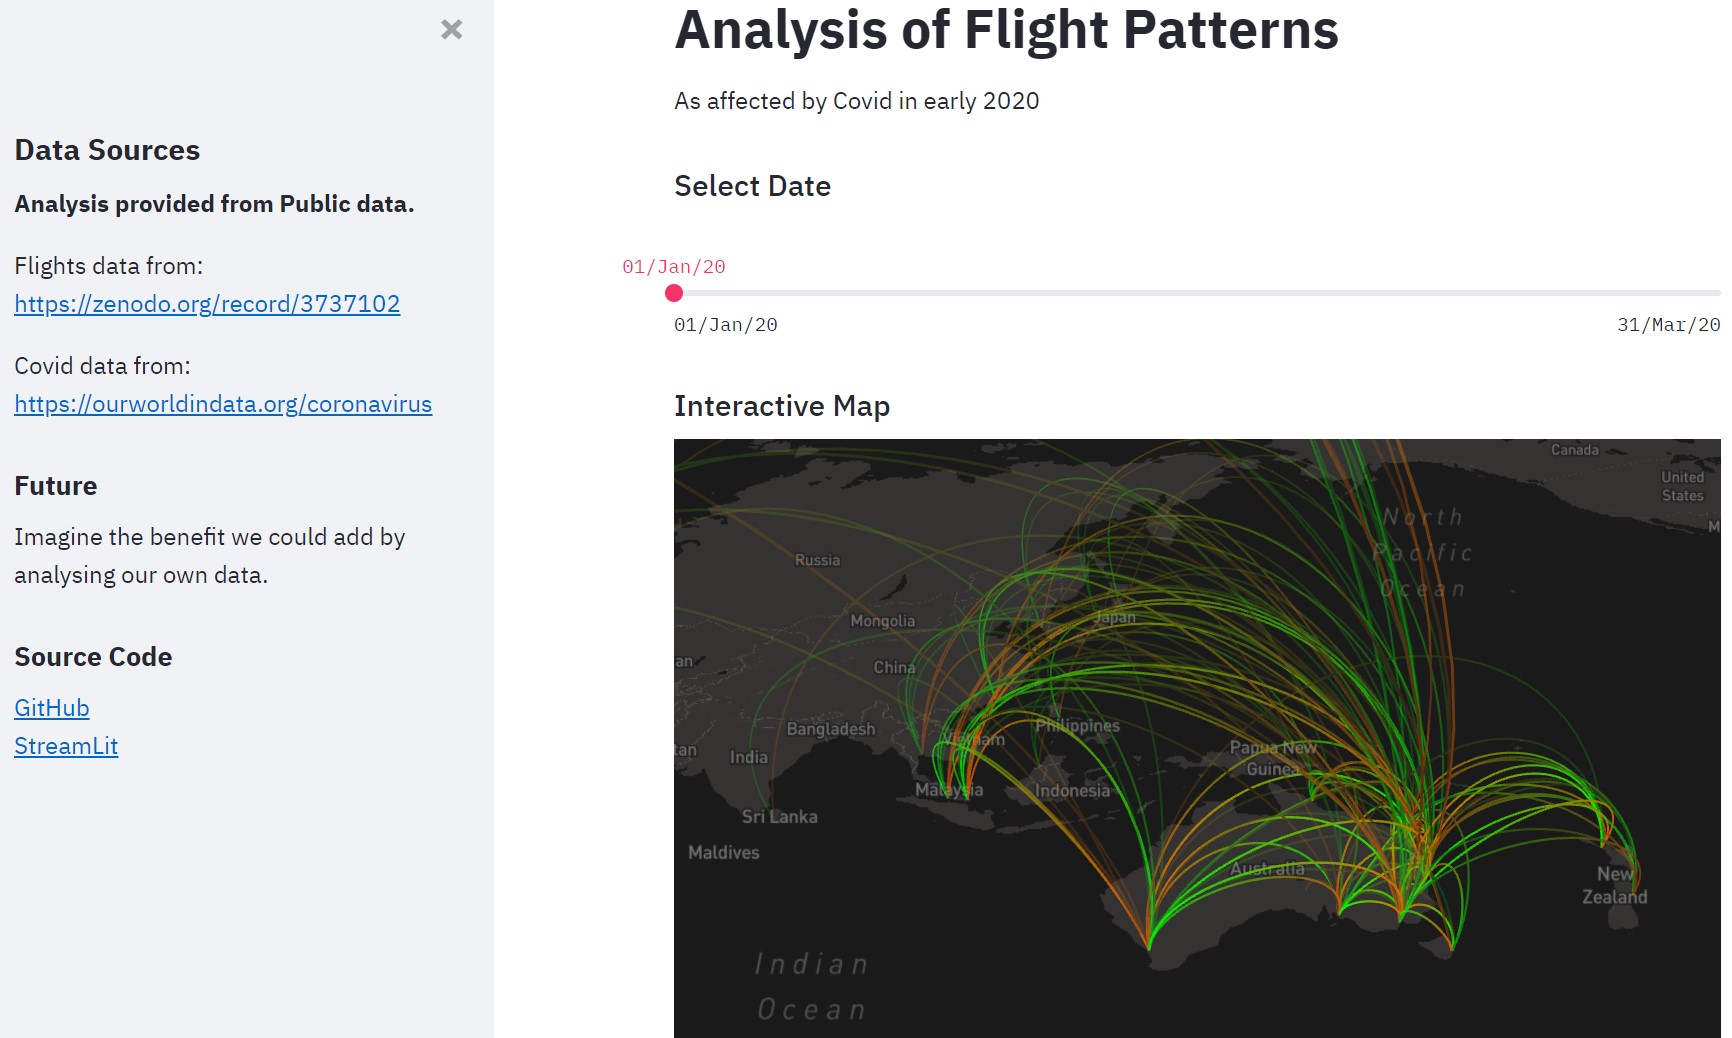 Data Sources
Analysis provided from Public data.
Flights data from:
https://zenodo.org/record/3737102
Covid data from:
https://ourworldindata.org/coronavirus
Future
Imagine the benefit we could add by
analysing our own data.
Source Code
GitHub
StreamLit
Analysis of Flight Patterns
As affected by Covid in early 2020
Select Date
01/Jan/20
01/Jan/20
31/Mar/20
Interactive Map
Canada
United
States
M
North
Pacific
Ocean
Russia
Mongolia
Japan
an
China
Bangladesh
Philippines
Vietnam
tan
India
Papua New
Guinea
Malaysia
Indonesia
Sri Lanka
Maldives
Australia
New
Zealand
Indian
Ocean